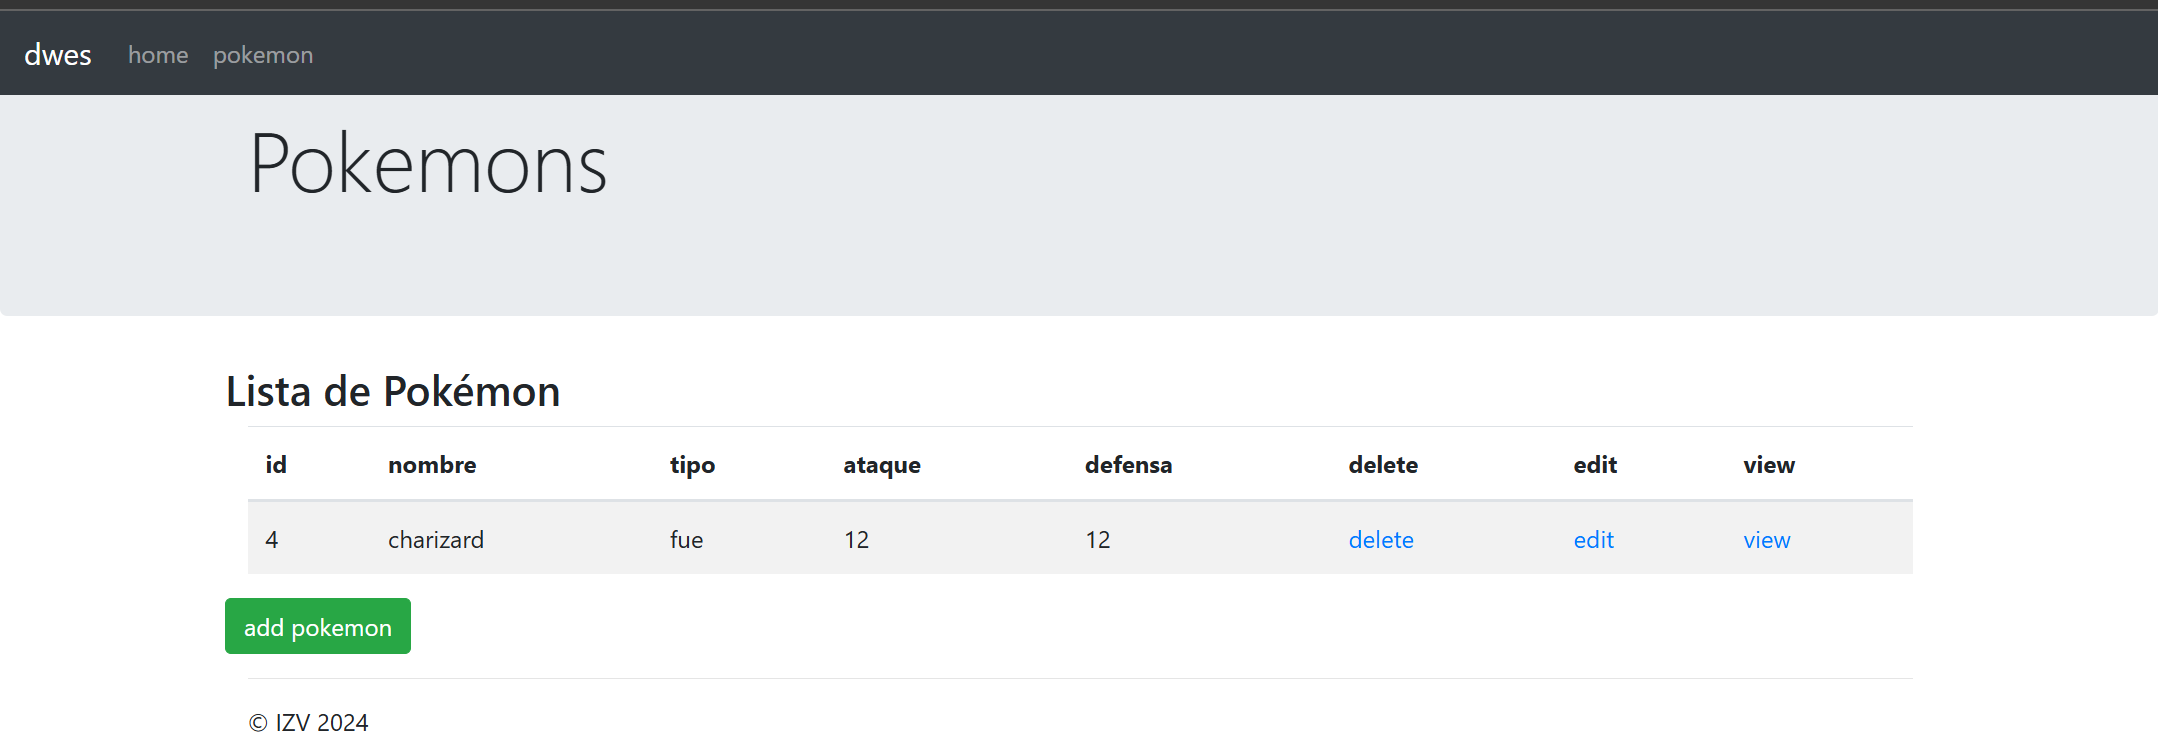 dwes home pokemon
Pokemons
Lista de Pokémon
id nombre tipo ataque defensa delete edit view
4 charizard fue 12 12 delete edit view
add pokemon
© IZV 2024